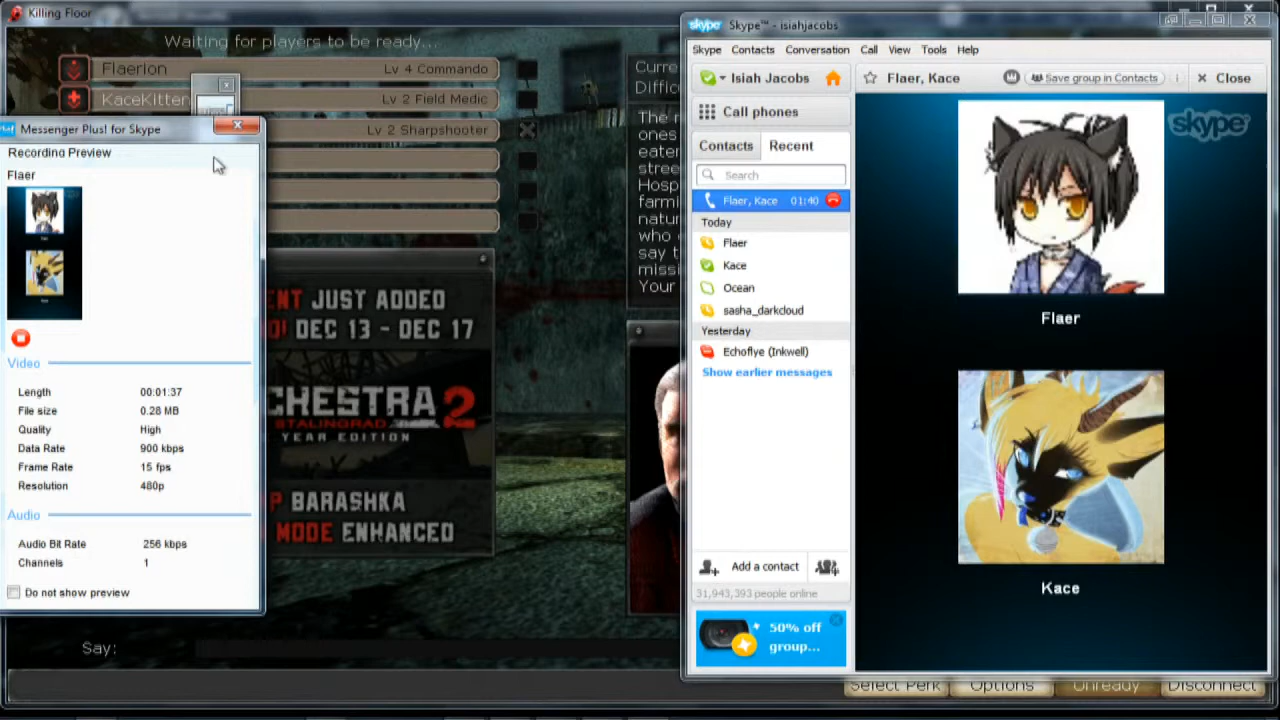 Killing Floor
Waiting for players to be ready...
Flaerion
Lv 4 Commando
KaceKitten
Lv 2 Field Medic
Lv 2 Sharpshooter
Messenger Plus! for Skype
Recording Preview
Flaer
Video
Length 00:01:37
File size 0.28 MB
Quality High
Data Rate 900 kbps
Frame Rate 15 fps
Resolution 480p
Audio
Audio Bit Rate 256 kbps
Channels 1
Do not show preview
JUST ADDED
DEC 13 - DEC 17
2
YEAR EDITION
BARASHKA
MODE ENHANCED
Say:
The
ones
Your
skype Skype™ - isiahjacobs
Skype Contacts Conversation Call View Tools Help
Isiah Jacobs
Call phones
Contacts Recent
Search
Flaer, Kace 01:40
Today
Flaer
Kace
Ocean
sasha_darkcloud
Yesterday
Echoflye (Inkwell)
Show earlier messages
Add a contact
31,943,393 people online
50% off
group...
Flaer, Kace
Save group in Contacts
Close
skype
Flaer
Kace
Select Perk Options Unready Disconnect